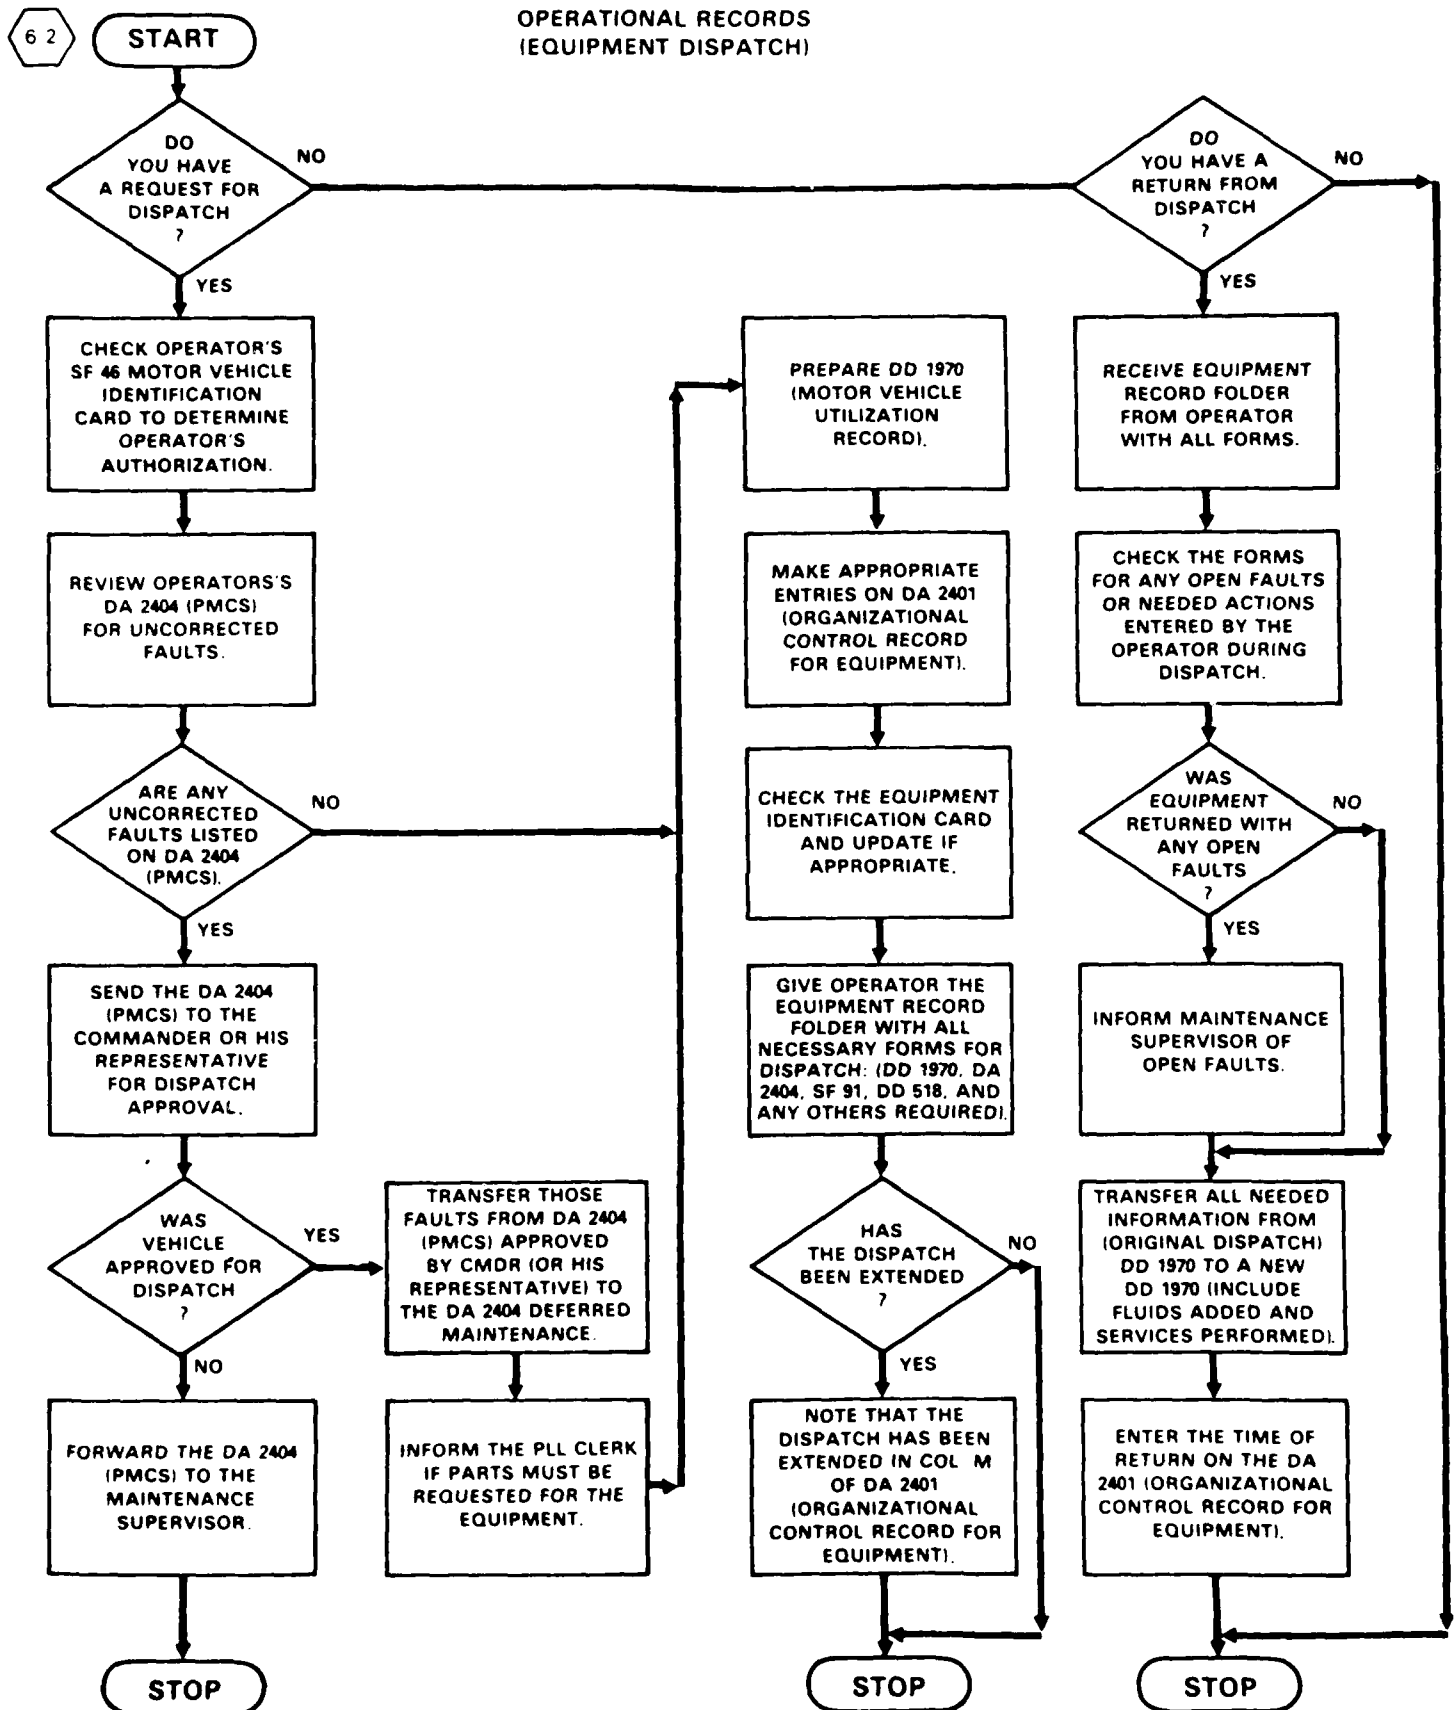 6 2
START
OPERATIONAL RECORDS
(EQUIPMENT DISPATCH)
DO
YOU HAVE
A REQUEST FOR
DISPATCH
?
NO
YES
CHECK OPERATOR'S
SF 46 MOTOR VEHICLE
IDENTIFICATION
CARD TO DETERMINE
OPERATOR'S
AUTHORIZATION.
REVIEW OPERATORS'S
DA 2404 (PMCS)
FOR UNCORRECTED
FAULTS.
ARE ANY
UNCORRECTED
FAULTS LISTED
ON DA 2404
(PMCS).
NO
YES
SEND THE DA 2404
(PMCS) TO THE
COMMANDER OR HIS
REPRESENTATIVE
FOR DISPATCH
APPROVAL.
WAS
VEHICLE
APPROVED FOR
DISPATCH
?
YES
NO
FORWARD THE DA 2404
(PMCS) TO THE
MAINTENANCE
SUPERVISOR.
STOP
TRANSFER THOSE
FAULTS FROM DA 2404
(PMCS) APPROVED
BY CMDR (OR HIS
REPRESENTATIVE) TO
THE DA 2404 DEFERRED
MAINTENANCE.
INFORM THE PLL CLERK
IF PARTS MUST BE
REQUESTED FOR THE
EQUIPMENT.
PREPARE DD 1970
(MOTOR VEHICLE
UTILIZATION
RECORD).
MAKE APPROPRIATE
ENTRIES ON DA 2401
(ORGANIZATIONAL
CONTROL RECORD
FOR EQUIPMENT).
CHECK THE EQUIPMENT
IDENTIFICATION CARD
AND UPDATE IF
APPROPRIATE.
GIVE OPERATOR THE
EQUIPMENT RECORD
FOLDER WITH ALL
NECESSARY FORMS FOR
DISPATCH: (DD 1970, DA
2404, SF 91, DD 518, AND
ANY OTHERS REQUIRED).
HAS
THE DISPATCH
BEEN EXTENDED
?
NO
YES
NOTE THAT THE
DISPATCH HAS BEEN
EXTENDED IN COL M
OF DA 2401
(ORGANIZATIONAL
CONTROL RECORD FOR
EQUIPMENT).
STOP
DO
YOU HAVE A
RETURN FROM
DISPATCH
?
NO
YES
RECEIVE EQUIPMENT
RECORD FOLDER
FROM OPERATOR
WITH ALL FORMS.
CHECK THE FORMS
FOR ANY OPEN FAULTS
OR NEEDED ACTIONS
ENTERED BY THE
OPERATOR DURING
DISPATCH.
WAS
EQUIPMENT
RETURNED WITH
ANY OPEN
FAULTS
?
NO
YES
INFORM MAINTENANCE
SUPERVISOR OF
OPEN FAULTS.
TRANSFER ALL NEEDED
INFORMATION FROM
(ORIGINAL DISPATCH)
DD 1970 TO A NEW
DD 1970 (INCLUDE
FLUIDS ADDED AND
SERVICES PERFORMED).
ENTER THE TIME OF
RETURN ON THE DA
2401 (ORGANIZATIONAL
CONTROL RECORD FOR
EQUIPMENT).
STOP